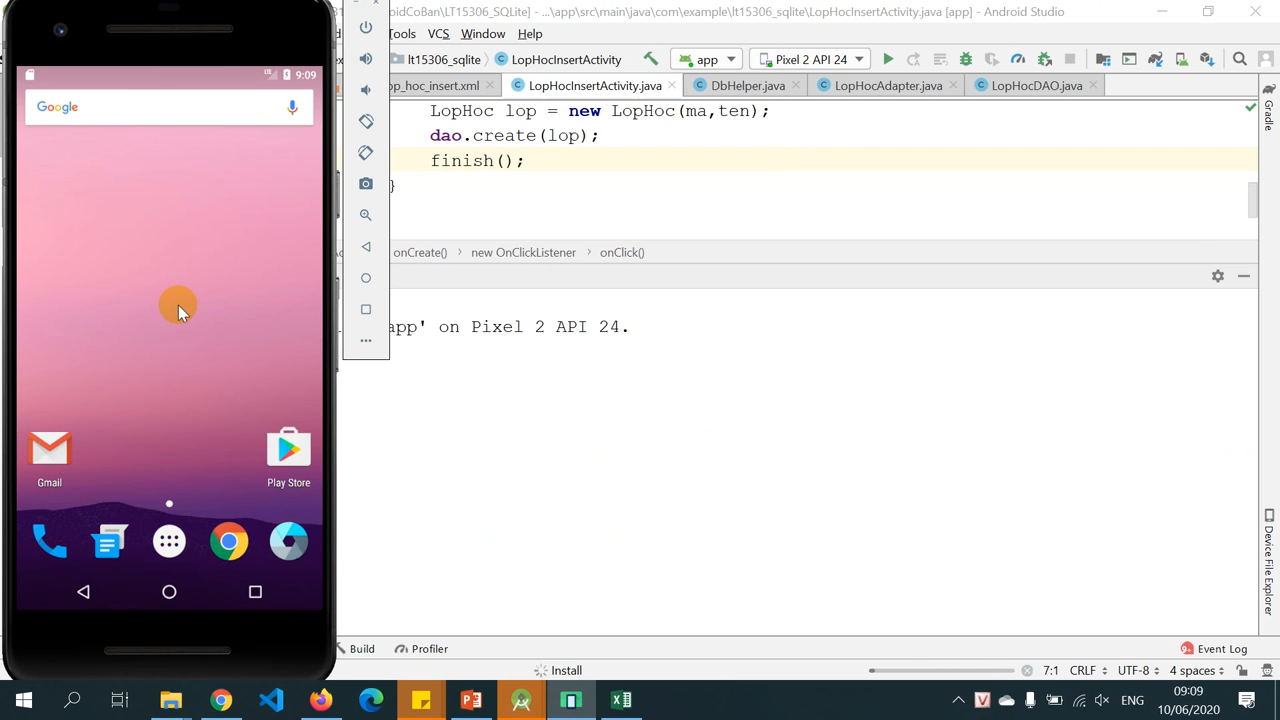 pidCoBan\LT15306_SQLite] - ...\app\src\main\java\com\example\lt15306_sqlite\LopHocInsertActivity.java [app] - Android Studio
Tools VCS Window Help
lt15306_sqlite LopHocInsertActivity app Pixel 2 API 24
op_hoc_insert.xml LopHocInsertActivity.java DbHelper.java LopHocAdapter.java LopHocDAO.java
LopHoc lop = new LopHoc(ma,ten);
dao.create(lop);
finish();
}
onCreate() new OnClickListener onClick()
app' on Pixel 2 API 24.
Gradle
Device File Explorer
Build Profiler 9+ Event Log
Install 7:1 CRLF UTF-8 4 spaces
LTE 9:09
Google
Gmail Play Store
V ENG 09:09
10/06/2020